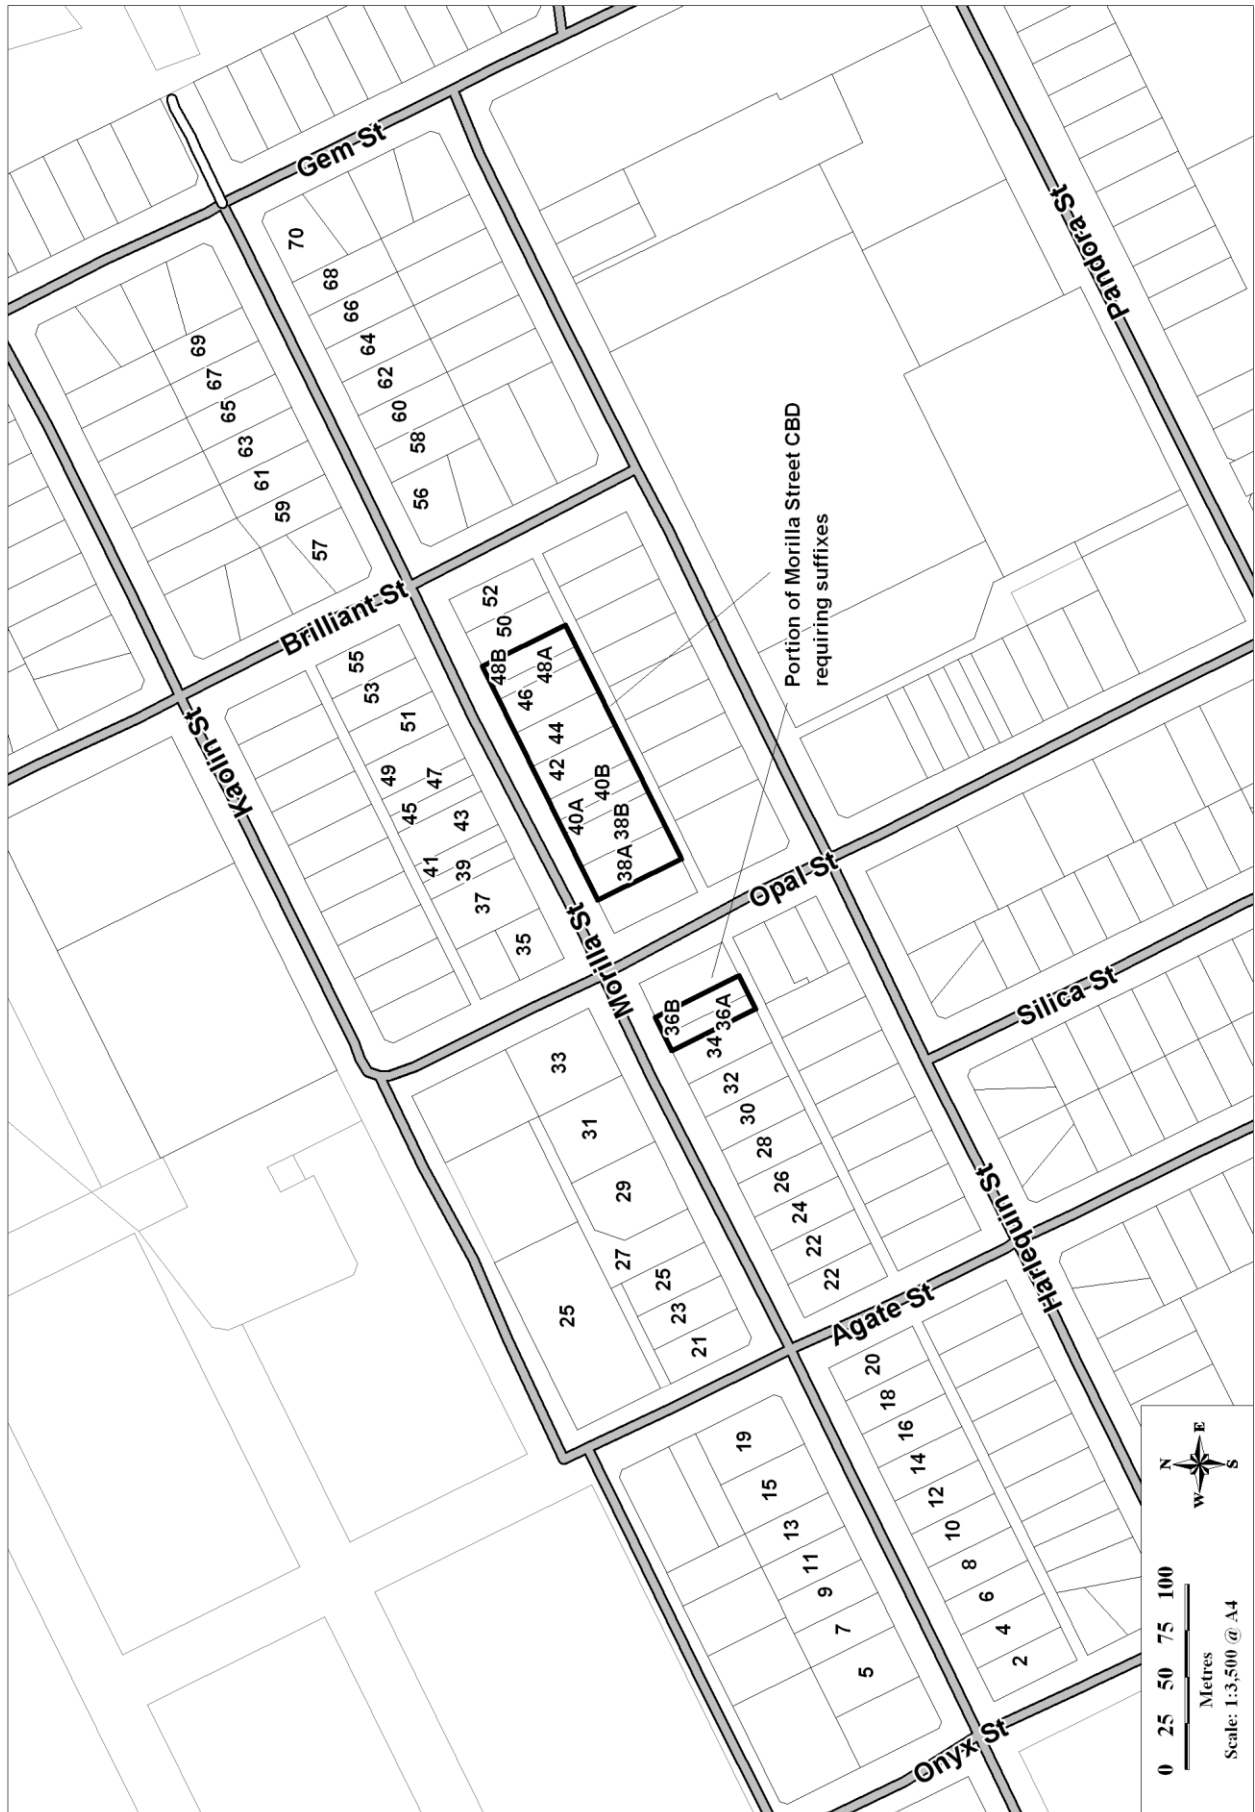 Gem St
Brilliant St
Kaolin St
Morilla St
Opal St
Agate St
Onyx St
Silica St
Harlequin St
Pandora St
5
7
9
11
13
15
19
21
23
25
27
25
29
31
33
35
37
39
41
43
45
47
49
51
53
55
57
59
61
63
65
67
69
2
4
6
8
10
12
14
16
18
20
22
22
24
26
28
30
32
34
36A
36B
38A
38B
40A
40B
42
44
46
48A
48B
50
52
56
58
60
62
64
66
68
70
Portion of Morilla Street CBD
requiring suffixes
0 25 50 75 100
Metres
Scale: 1:3,500 @ A4
N
W E
S